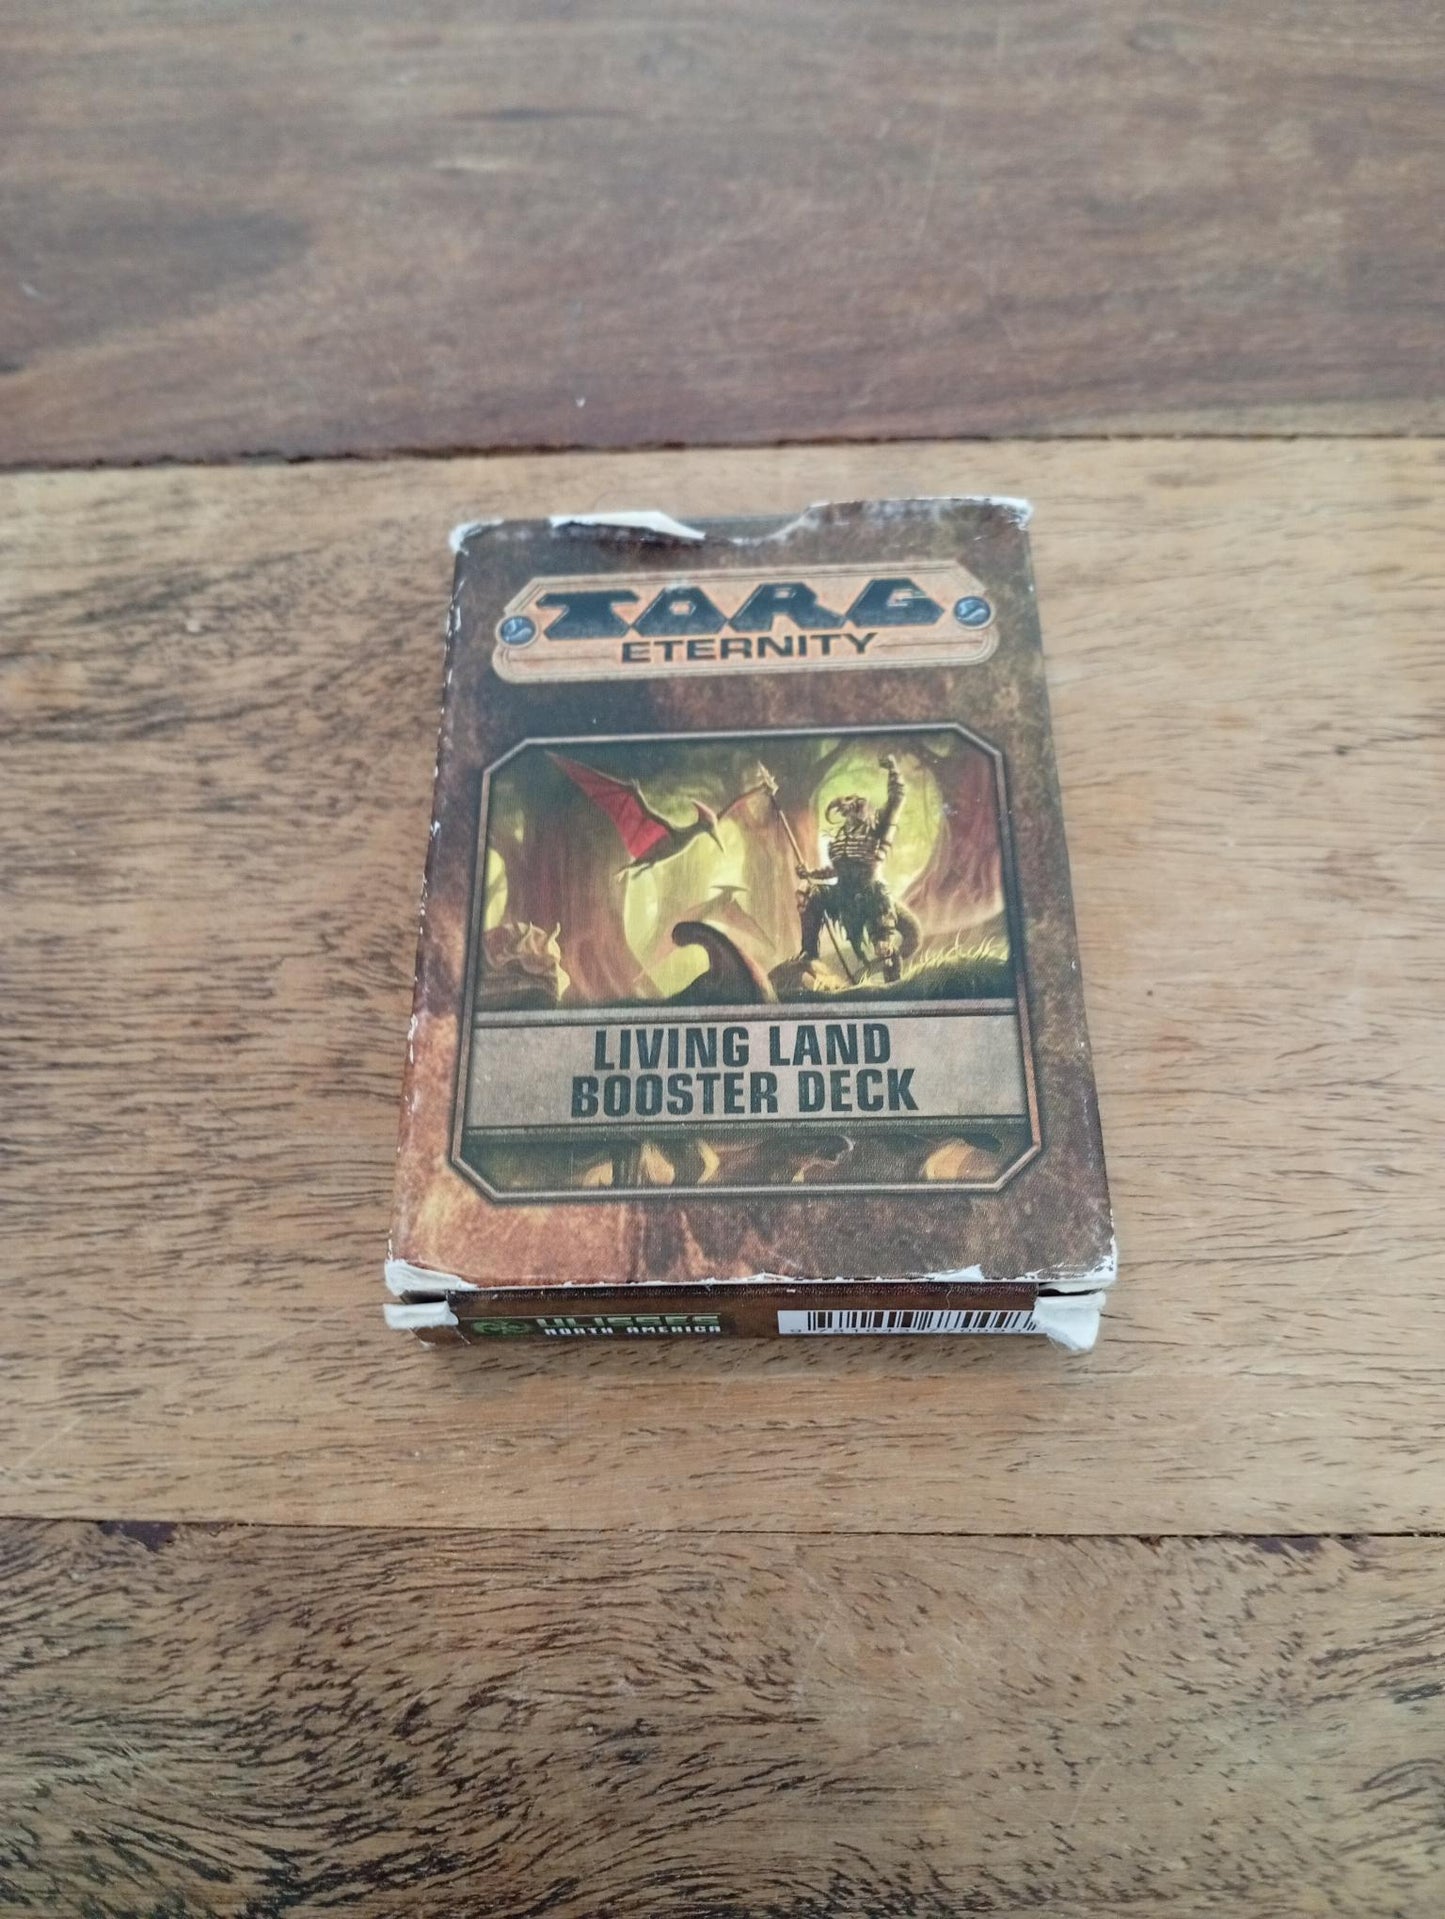 TORG
ETERNITY
LIVING LAND
BOOSTER DECK
ULISSES
NORTH AMERICA